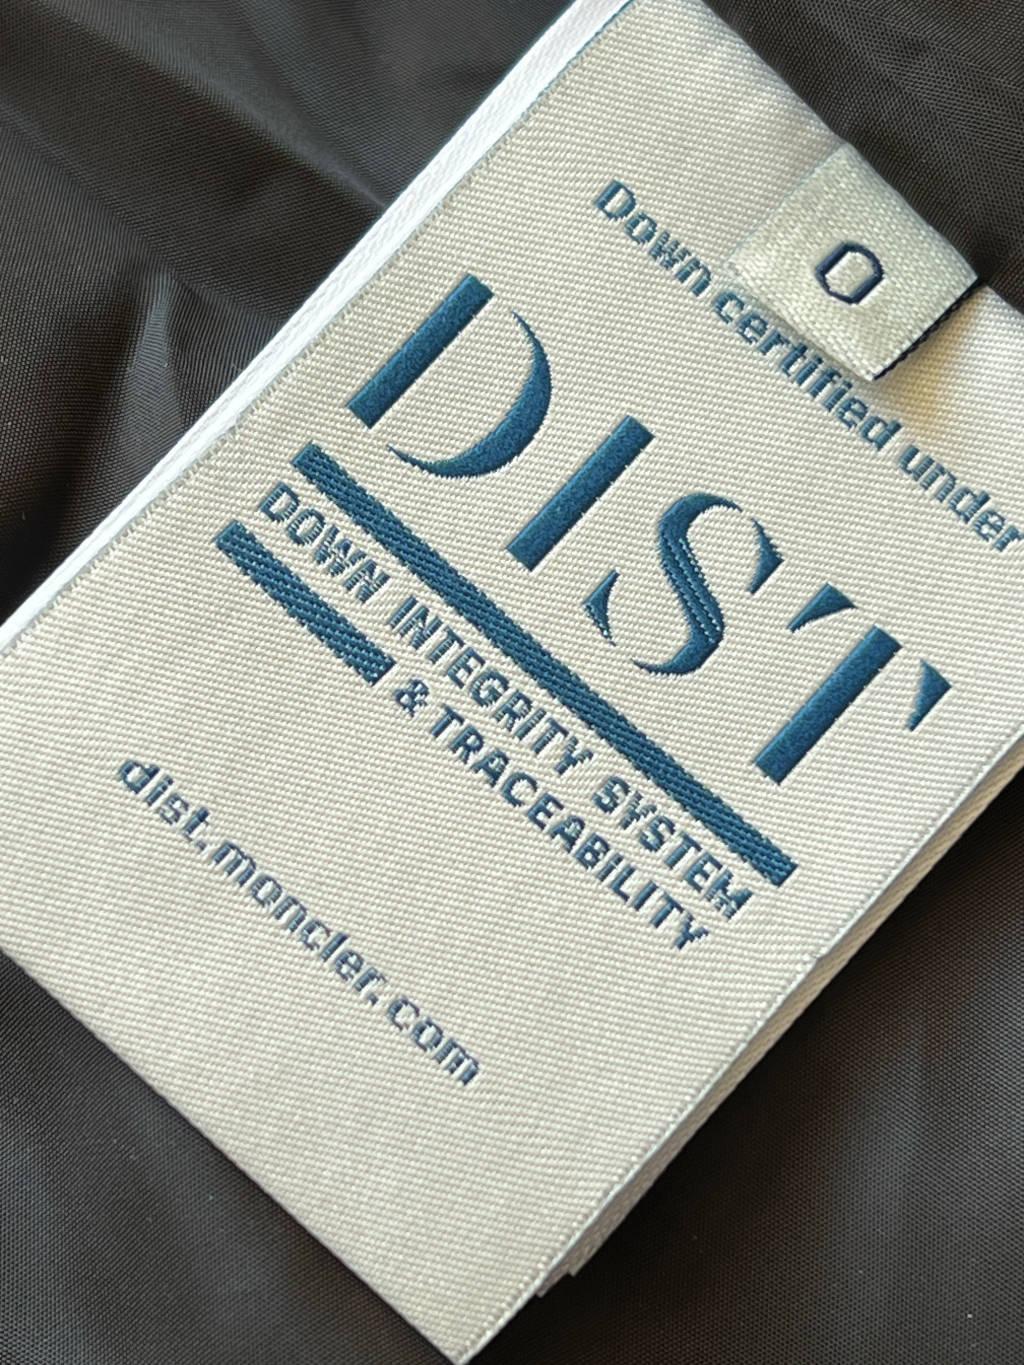 0
Down certified under
DIST
DOWN INTEGRITY SYSTEM
& TRACEABILITY
dist.moncler.com